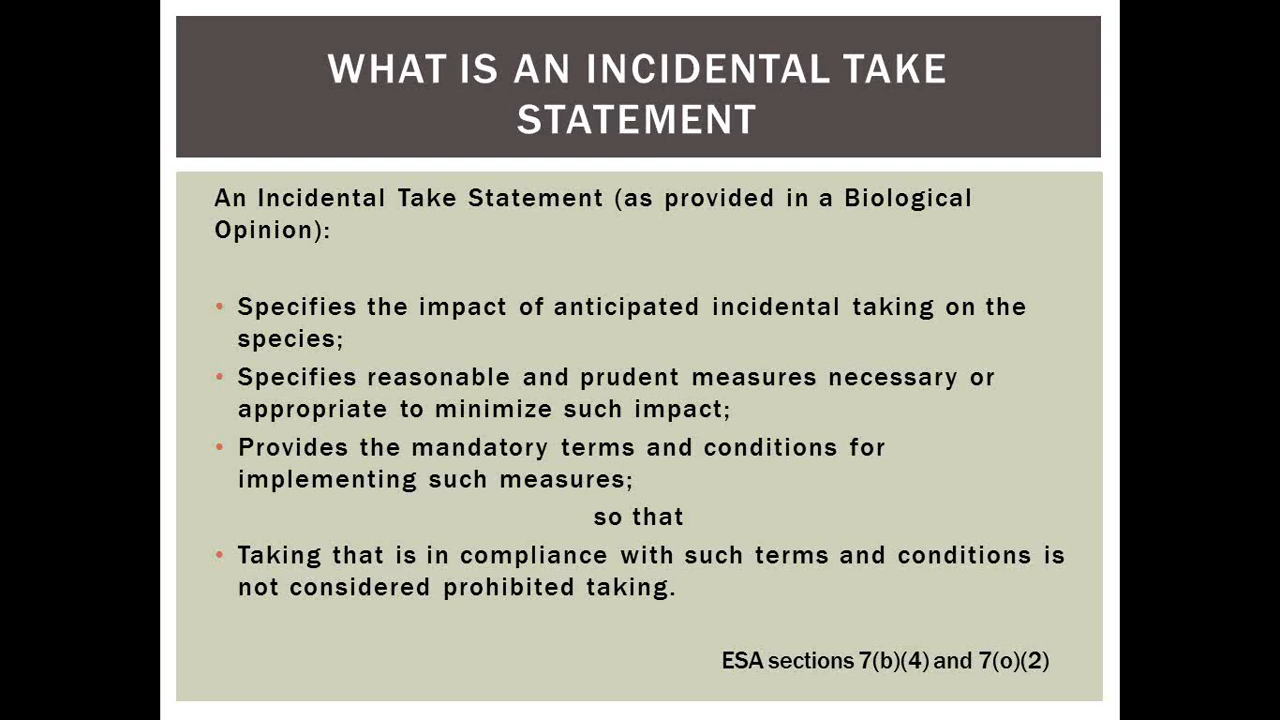 WHAT IS AN INCIDENTAL TAKE
STATEMENT
An Incidental Take Statement (as provided in a Biological
Opinion):
• Specifies the impact of anticipated incidental taking on the
species;
• Specifies reasonable and prudent measures necessary or
appropriate to minimize such impact;
• Provides the mandatory terms and conditions for
implementing such measures;
so that
• Taking that is in compliance with such terms and conditions is
not considered prohibited taking.
ESA sections 7(b)(4) and 7(o)(2)